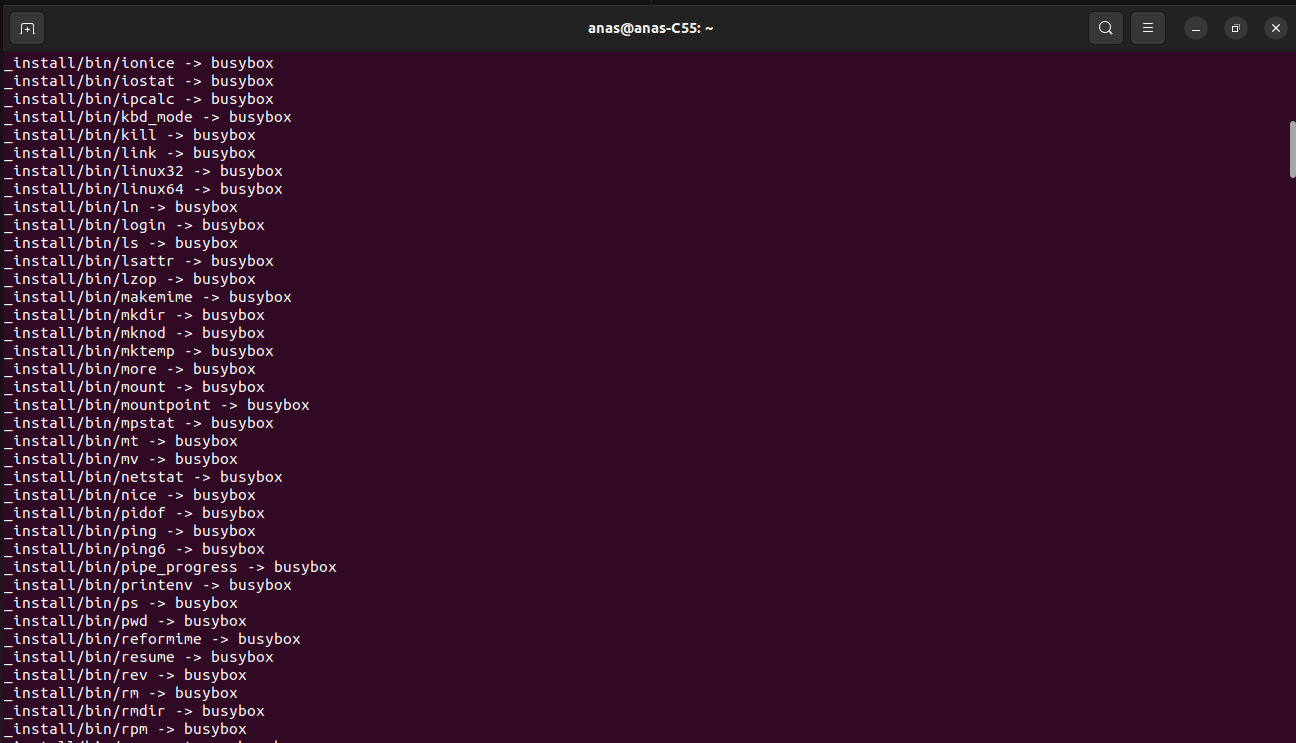 anas@anas-C55: ~
_install/bin/ionice -> busybox
_install/bin/iostat -> busybox
_install/bin/ipcalc -> busybox
_install/bin/kbd_mode -> busybox
_install/bin/kill -> busybox
_install/bin/link -> busybox
_install/bin/linux32 -> busybox
_install/bin/linux64 -> busybox
_install/bin/ln -> busybox
_install/bin/login -> busybox
_install/bin/ls -> busybox
_install/bin/lsattr -> busybox
_install/bin/lzop -> busybox
_install/bin/makemime -> busybox
_install/bin/mkdir -> busybox
_install/bin/mknod -> busybox
_install/bin/mktemp -> busybox
_install/bin/more -> busybox
_install/bin/mount -> busybox
_install/bin/mountpoint -> busybox
_install/bin/mpstat -> busybox
_install/bin/mt -> busybox
_install/bin/mv -> busybox
_install/bin/netstat -> busybox
_install/bin/nice -> busybox
_install/bin/pidof -> busybox
_install/bin/ping -> busybox
_install/bin/ping6 -> busybox
_install/bin/pipe_progress -> busybox
_install/bin/printenv -> busybox
_install/bin/ps -> busybox
_install/bin/pwd -> busybox
_install/bin/reformime -> busybox
_install/bin/resume -> busybox
_install/bin/rev -> busybox
_install/bin/rm -> busybox
_install/bin/rmdir -> busybox
_install/bin/rpm -> busybox